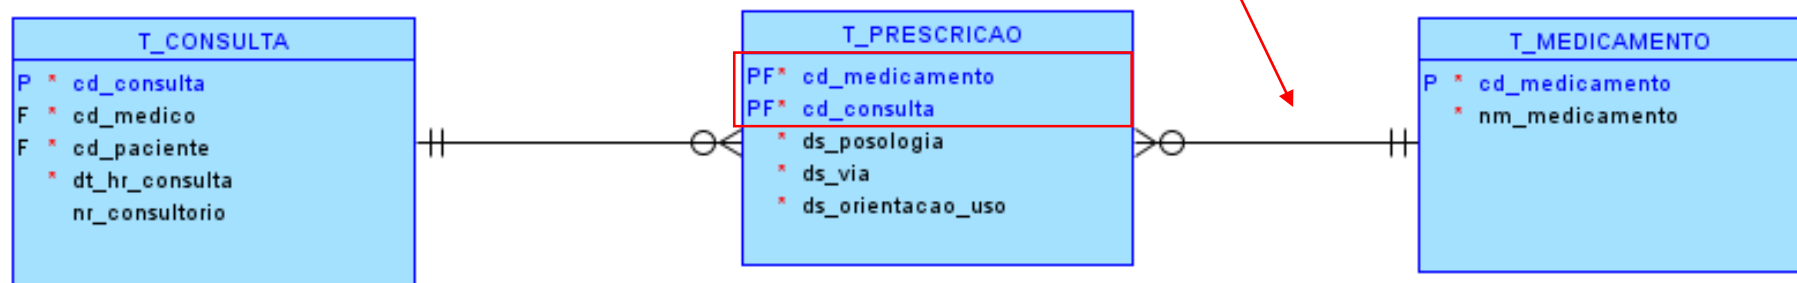 T_CONSULTA
P * cd_consulta
F * cd_medico
F * cd_paciente
* dt_hr_consulta
nr_consultorio
T_PRESCRICAO
PF* cd_medicamento
PF* cd_consulta
* ds_posologia
* ds_via
* ds_orientacao_uso
T_MEDICAMENTO
P * cd_medicamento
* nm_medicamento